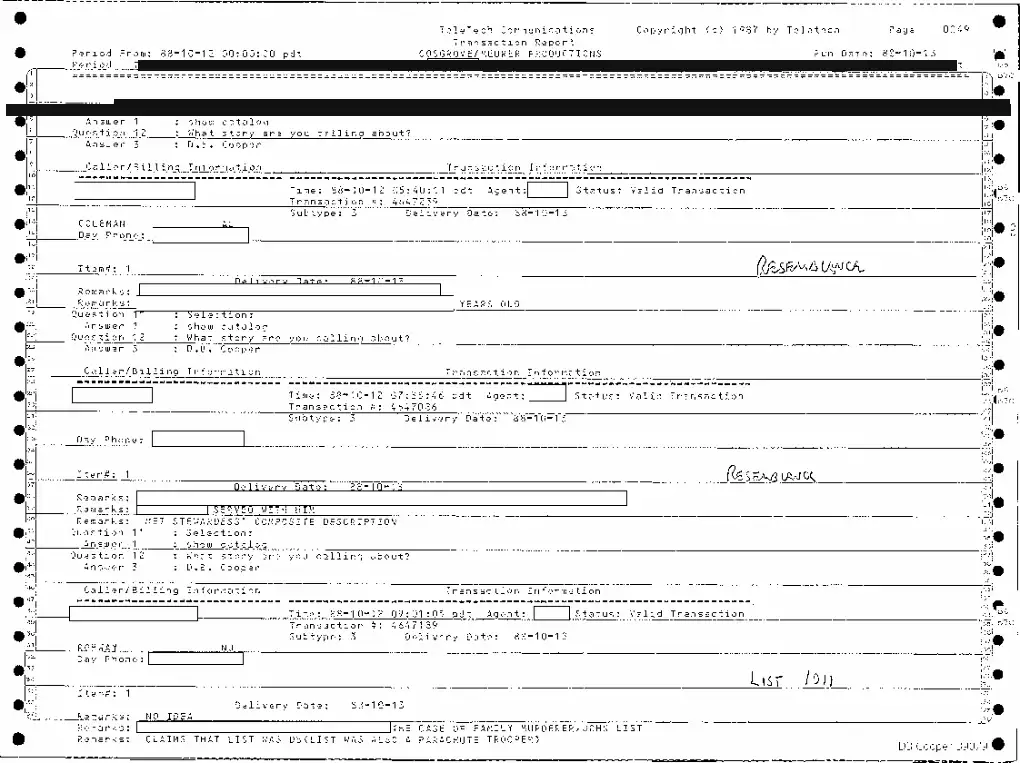 TeleTech Communications Copyright (c) 1987 by Teletech Page 0049
Transaction Report
Period From: 88-10-12 00:00:00 pdt COSGROVE/MEURER PRODUCTIONS Run Date: 88-10-13
Period
Answer 1 : show catalog
Question 12 : What story are you calling about?
Answer 3 : D.B. Cooper
Caller/Billing Information Transaction Information
Time: 88-10-12 05:40:11 pdt Agent: Status: Valid Transaction
Transaction #: 4647239
Subtype: 3 Delivery Date: 88-10-13
COLEMAN AL
Day Phone:
Item#: 1 RESEMBLANCE
Delivery Date: 88-10-13
Remarks:
Remarks: YEARS OLD
Question 1* : Selection:
Answer 1 : show catalog
Question 12 : What story are you calling about?
Answer 3 : D.B. Cooper
Caller/Billing Information Transaction Information
Time: 88-10-12 pdt Agent: Status: Valid Transaction
Transaction #: 4647086
Subtype: 3 Delivery Date: 88-10-13
Day Phone:
Item#: 1 RESEMBLANCE
Delivery Date: 88-10-13
Remarks:
Remarks: SERVED WITH HIM
Remarks: MET STEWARDESS' COMPOSITE DESCRIPTION
Question 1* : Selection:
Answer 1 : show catalog
Question 12 : What story are you calling about?
Answer 3 : D.B. Cooper
Caller/Billing Information Transaction Information
Time: 88-10-12 09:01:05 pdt Agent: Status: Valid Transaction
Transaction #: 4647189
Subtype: 3 Delivery Date: 88-10-13
NJ
Day Phone:
LIST
Item#: 1
Delivery Date: 88-10-13
Remarks: NO IDEA
Remarks: THE CASE OF FAMILY MURDERER, JOHN LIST
Remarks: CLAIMS THAT LIST WAS DB(LIST WAS ALSO A PARACHUTE TROOPER)
DB Cooper